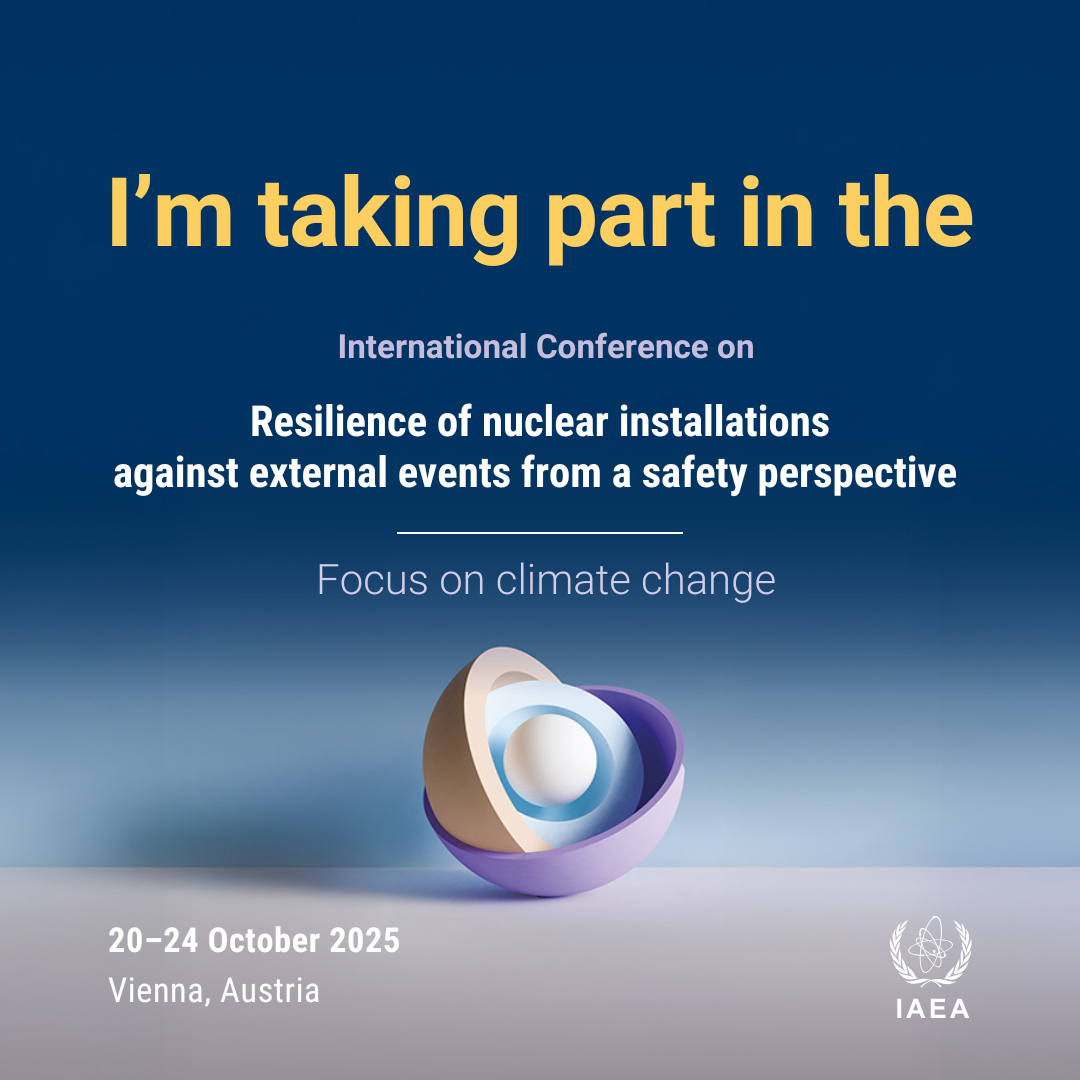 I’m taking part in the
International Conference on
Resilience of nuclear installations
against external events from a safety perspective
Focus on climate change
20–24 October 2025
Vienna, Austria
IAEA